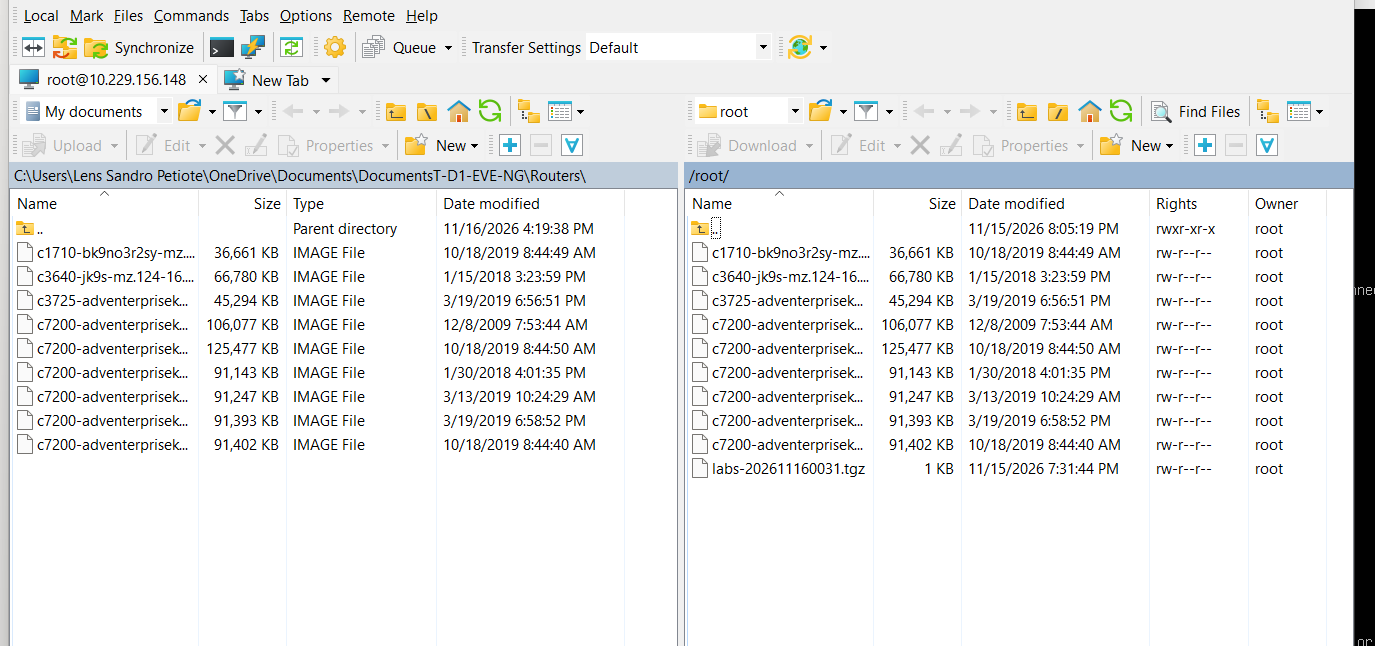 Local Mark Files Commands Tabs Options Remote Help
Synchronize Queue Transfer Settings Default
root@10.229.156.148 × New Tab
My documents
Upload Edit Properties New
C:\Users\Lens Sandro Petiote\OneDrive\Documents\DocumentsT-D1-EVE-NG\Routers\
Name Size Type Date modified
.. Parent directory 11/16/2026 4:19:38 PM
c1710-bk9no3r2sy-mz.... 36,661 KB IMAGE File 10/18/2019 8:44:49 AM
c3640-jk9s-mz.124-16.... 66,780 KB IMAGE File 1/15/2018 3:23:59 PM
c3725-adventerprisek... 45,294 KB IMAGE File 3/19/2019 6:56:51 PM
c7200-adventerprisek... 106,077 KB IMAGE File 12/8/2009 7:53:44 AM
c7200-adventerprisek... 125,477 KB IMAGE File 10/18/2019 8:44:50 AM
c7200-adventerprisek... 91,143 KB IMAGE File 1/30/2018 4:01:35 PM
c7200-adventerprisek... 91,247 KB IMAGE File 3/13/2019 10:24:29 AM
c7200-adventerprisek... 91,393 KB IMAGE File 3/19/2019 6:58:52 PM
c7200-adventerprisek... 91,402 KB IMAGE File 10/18/2019 8:44:40 AM
root Find Files
Download Edit Properties New
/root/
Name Size Date modified Rights Owner
.. 11/15/2026 8:05:19 PM rwxr-xr-x root
c1710-bk9no3r2sy-mz.... 36,661 KB 10/18/2019 8:44:49 AM rw-r--r-- root
c3640-jk9s-mz.124-16.... 66,780 KB 1/15/2018 3:23:59 PM rw-r--r-- root
c3725-adventerprisek... 45,294 KB 3/19/2019 6:56:51 PM rw-r--r-- root
c7200-adventerprisek... 106,077 KB 12/8/2009 7:53:44 AM rw-r--r-- root
c7200-adventerprisek... 125,477 KB 10/18/2019 8:44:50 AM rw-r--r-- root
c7200-adventerprisek... 91,143 KB 1/30/2018 4:01:35 PM rw-r--r-- root
c7200-adventerprisek... 91,247 KB 3/13/2019 10:24:29 AM rw-r--r-- root
c7200-adventerprisek... 91,393 KB 3/19/2019 6:58:52 PM rw-r--r-- root
c7200-adventerprisek... 91,402 KB 10/18/2019 8:44:40 AM rw-r--r-- root
labs-202611160031.tgz 1 KB 11/15/2026 7:31:44 PM rw-r--r-- root